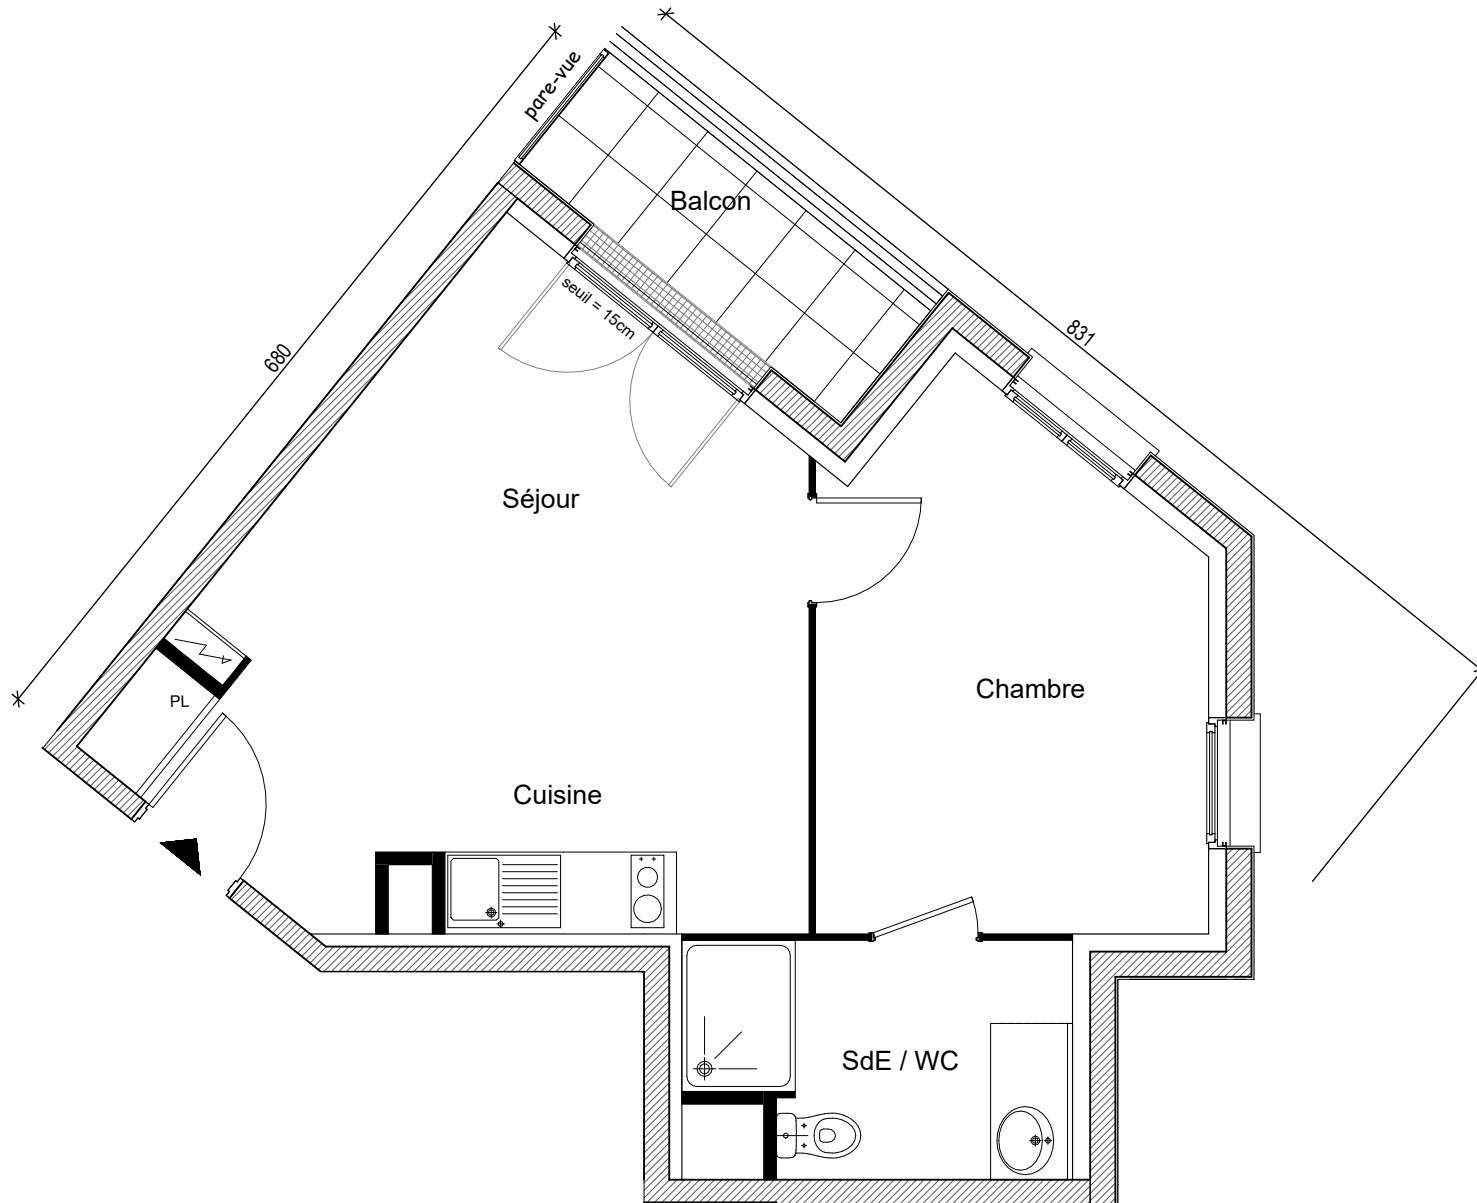 pare-vue
Balcon
831
680
seuil = 15cm
Séjour
Chambre
PL
Cuisine
SdE / WC